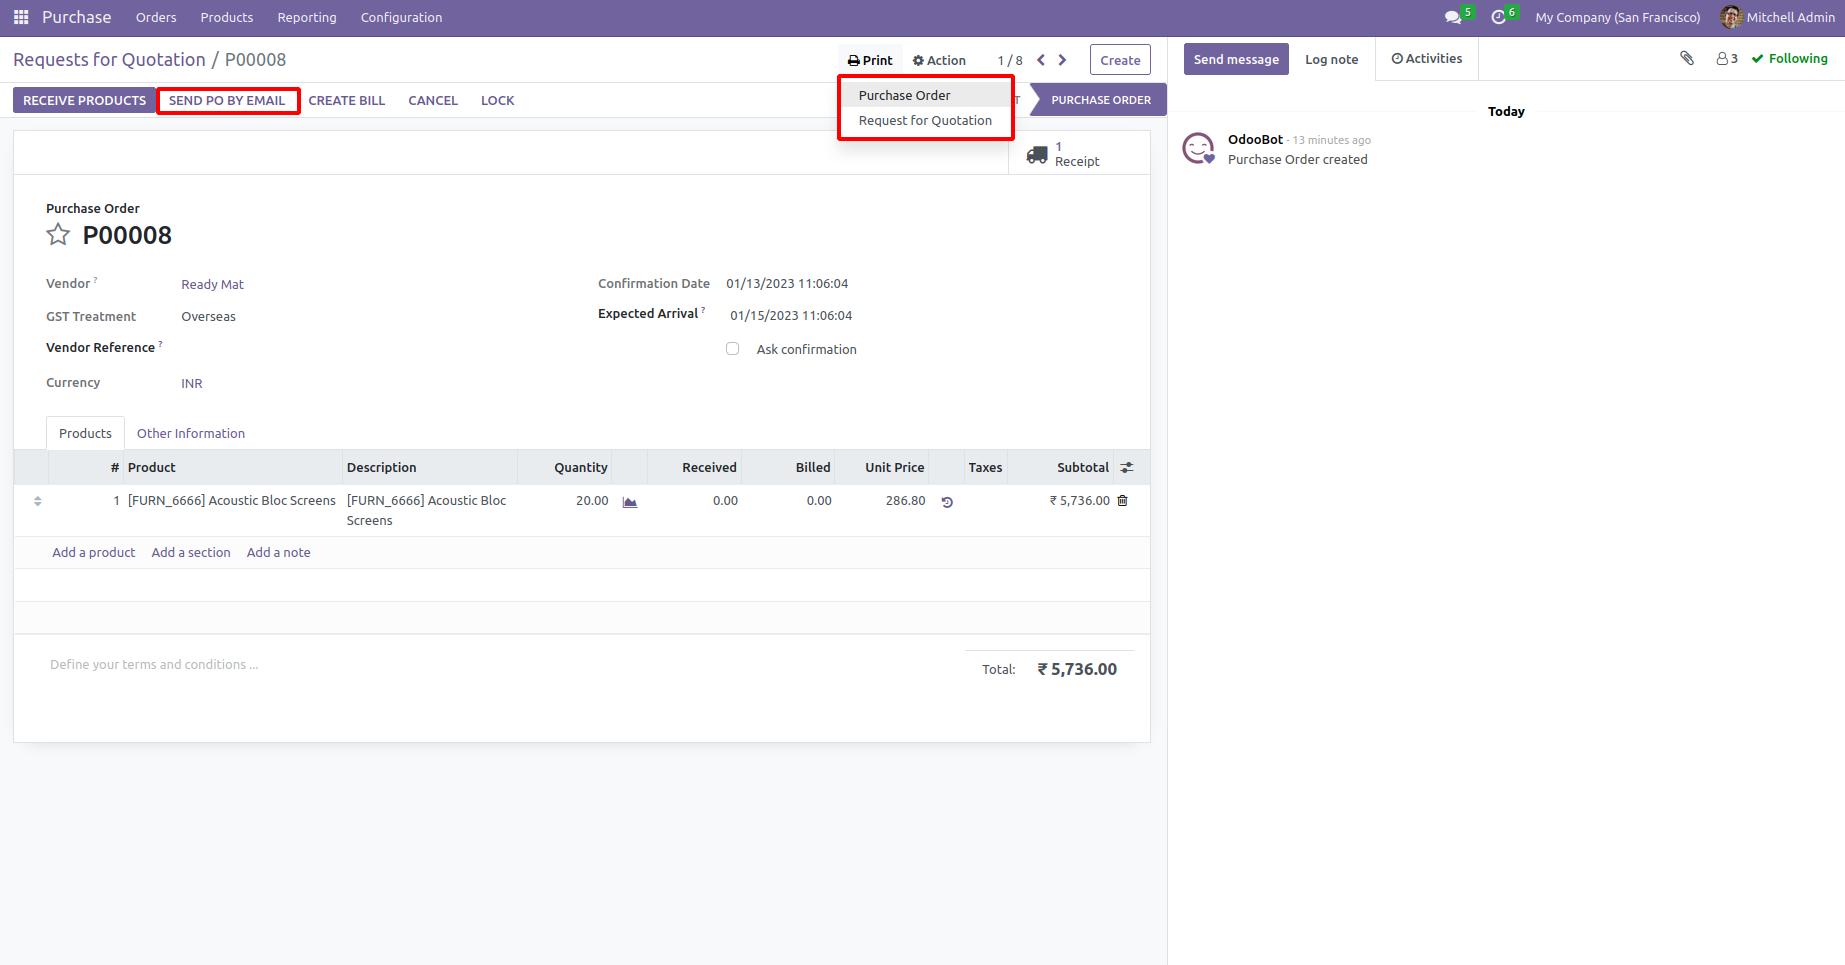 Purchase Orders Products Reporting Configuration 5 6 My Company (San Francisco) Mitchell Admin
Requests for Quotation / P00008 Print Action 1 / 8 Create Send message Log note Activities 3 Following
RECEIVE PRODUCTS SEND PO BY EMAIL CREATE BILL CANCEL LOCK T PURCHASE ORDER
Purchase Order
Request for Quotation
Today
1
Receipt
OdooBot - 13 minutes ago
Purchase Order created
Purchase Order
P00008
Vendor ? Ready Mat Confirmation Date 01/13/2023 11:06:04
GST Treatment Overseas Expected Arrival ? 01/15/2023 11:06:04
Vendor Reference ? Ask confirmation
Currency INR
Products Other Information
# Product Description Quantity Received Billed Unit Price Taxes Subtotal
1 [FURN_6666] Acoustic Bloc Screens [FURN_6666] Acoustic Bloc 20.00 0.00 0.00 286.80 ₹ 5,736.00
Screens
Add a product Add a section Add a note
Define your terms and conditions ... Total: ₹ 5,736.00